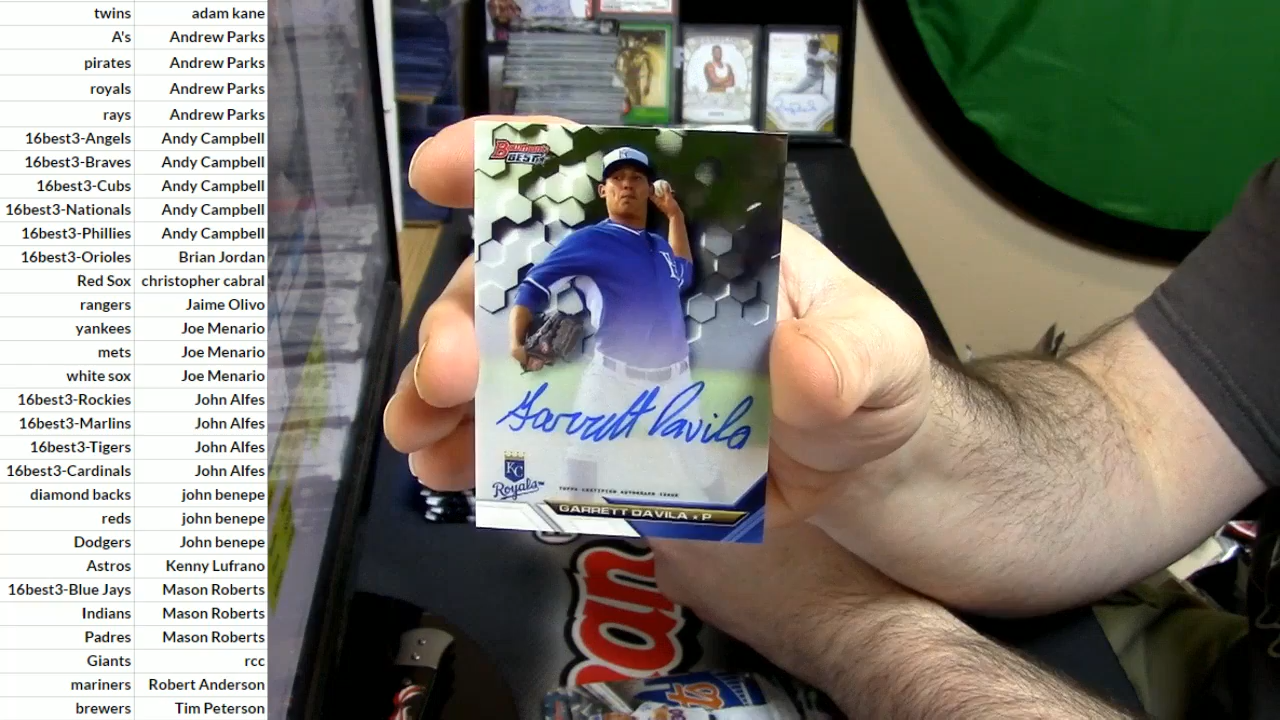 twins adam kane
A's Andrew Parks
pirates Andrew Parks
royals Andrew Parks
rays Andrew Parks
16best3-Angels Andy Campbell
16best3-Braves Andy Campbell
16best3-Cubs Andy Campbell
16best3-Nationals Andy Campbell
16best3-Phillies Andy Campbell
16best3-Orioles Brian Jordan
Red Sox christopher cabral
rangers Jaime Olivo
yankees Joe Menario
mets Joe Menario
white sox Joe Menario
16best3-Rockies John Alfes
16best3-Marlins John Alfes
16best3-Tigers John Alfes
16best3-Cardinals John Alfes
diamond backs john benepe
reds john benepe
Dodgers John benepe
Astros Kenny Lufrano
16best3-Blue Jays Mason Roberts
Indians Mason Roberts
Padres Mason Roberts
Giants rcc
mariners Robert Anderson
brewers Tim Peterson
Bowman's
BEST
Garrett Davila
KC
Royals
TOPPS CERTIFIED AUTOGRAPH ISSUE
GARRETT DAVILA • P